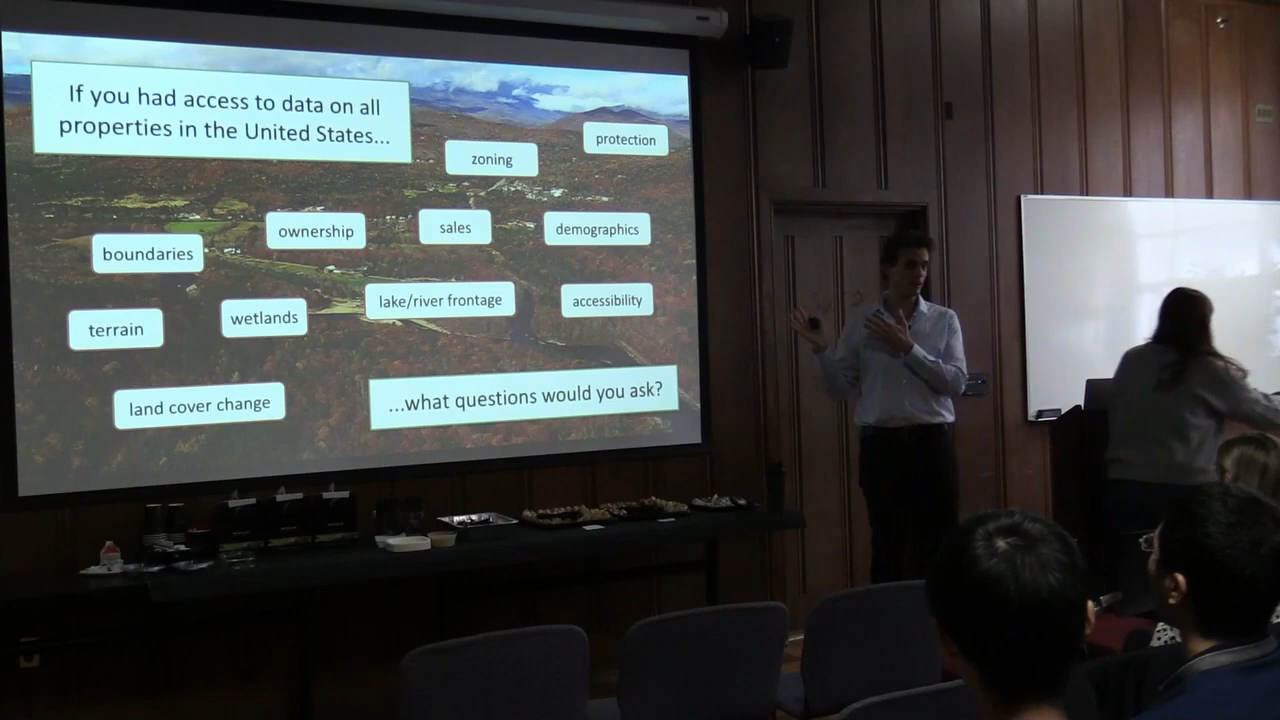 If you had access to data on all
properties in the United States...
protection
zoning
boundaries
ownership
sales
demographics
terrain
wetlands
lake/river frontage
accessibility
land cover change
...what questions would you ask?